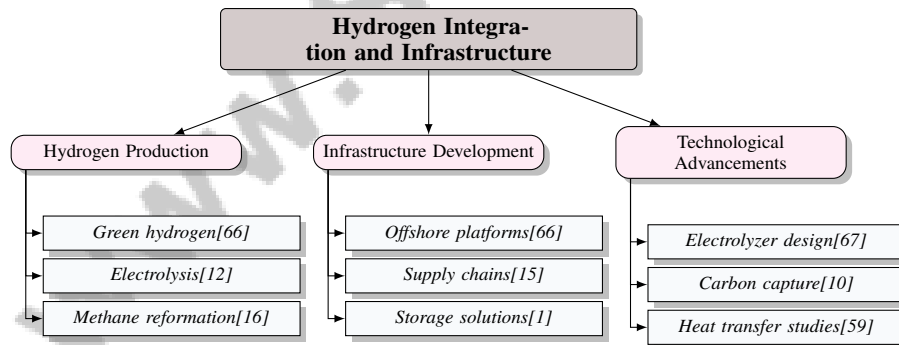 Hydrogen Integra-
tion and Infrastructure
Hydrogen Production
Green hydrogen[66]
Electrolysis[12]
Methane reformation[16]
Infrastructure Development
Offshore platforms[66]
Supply chains[15]
Storage solutions[1]
Technological
Advancements
Electrolyzer design[67]
Carbon capture[10]
Heat transfer studies[59]
www.